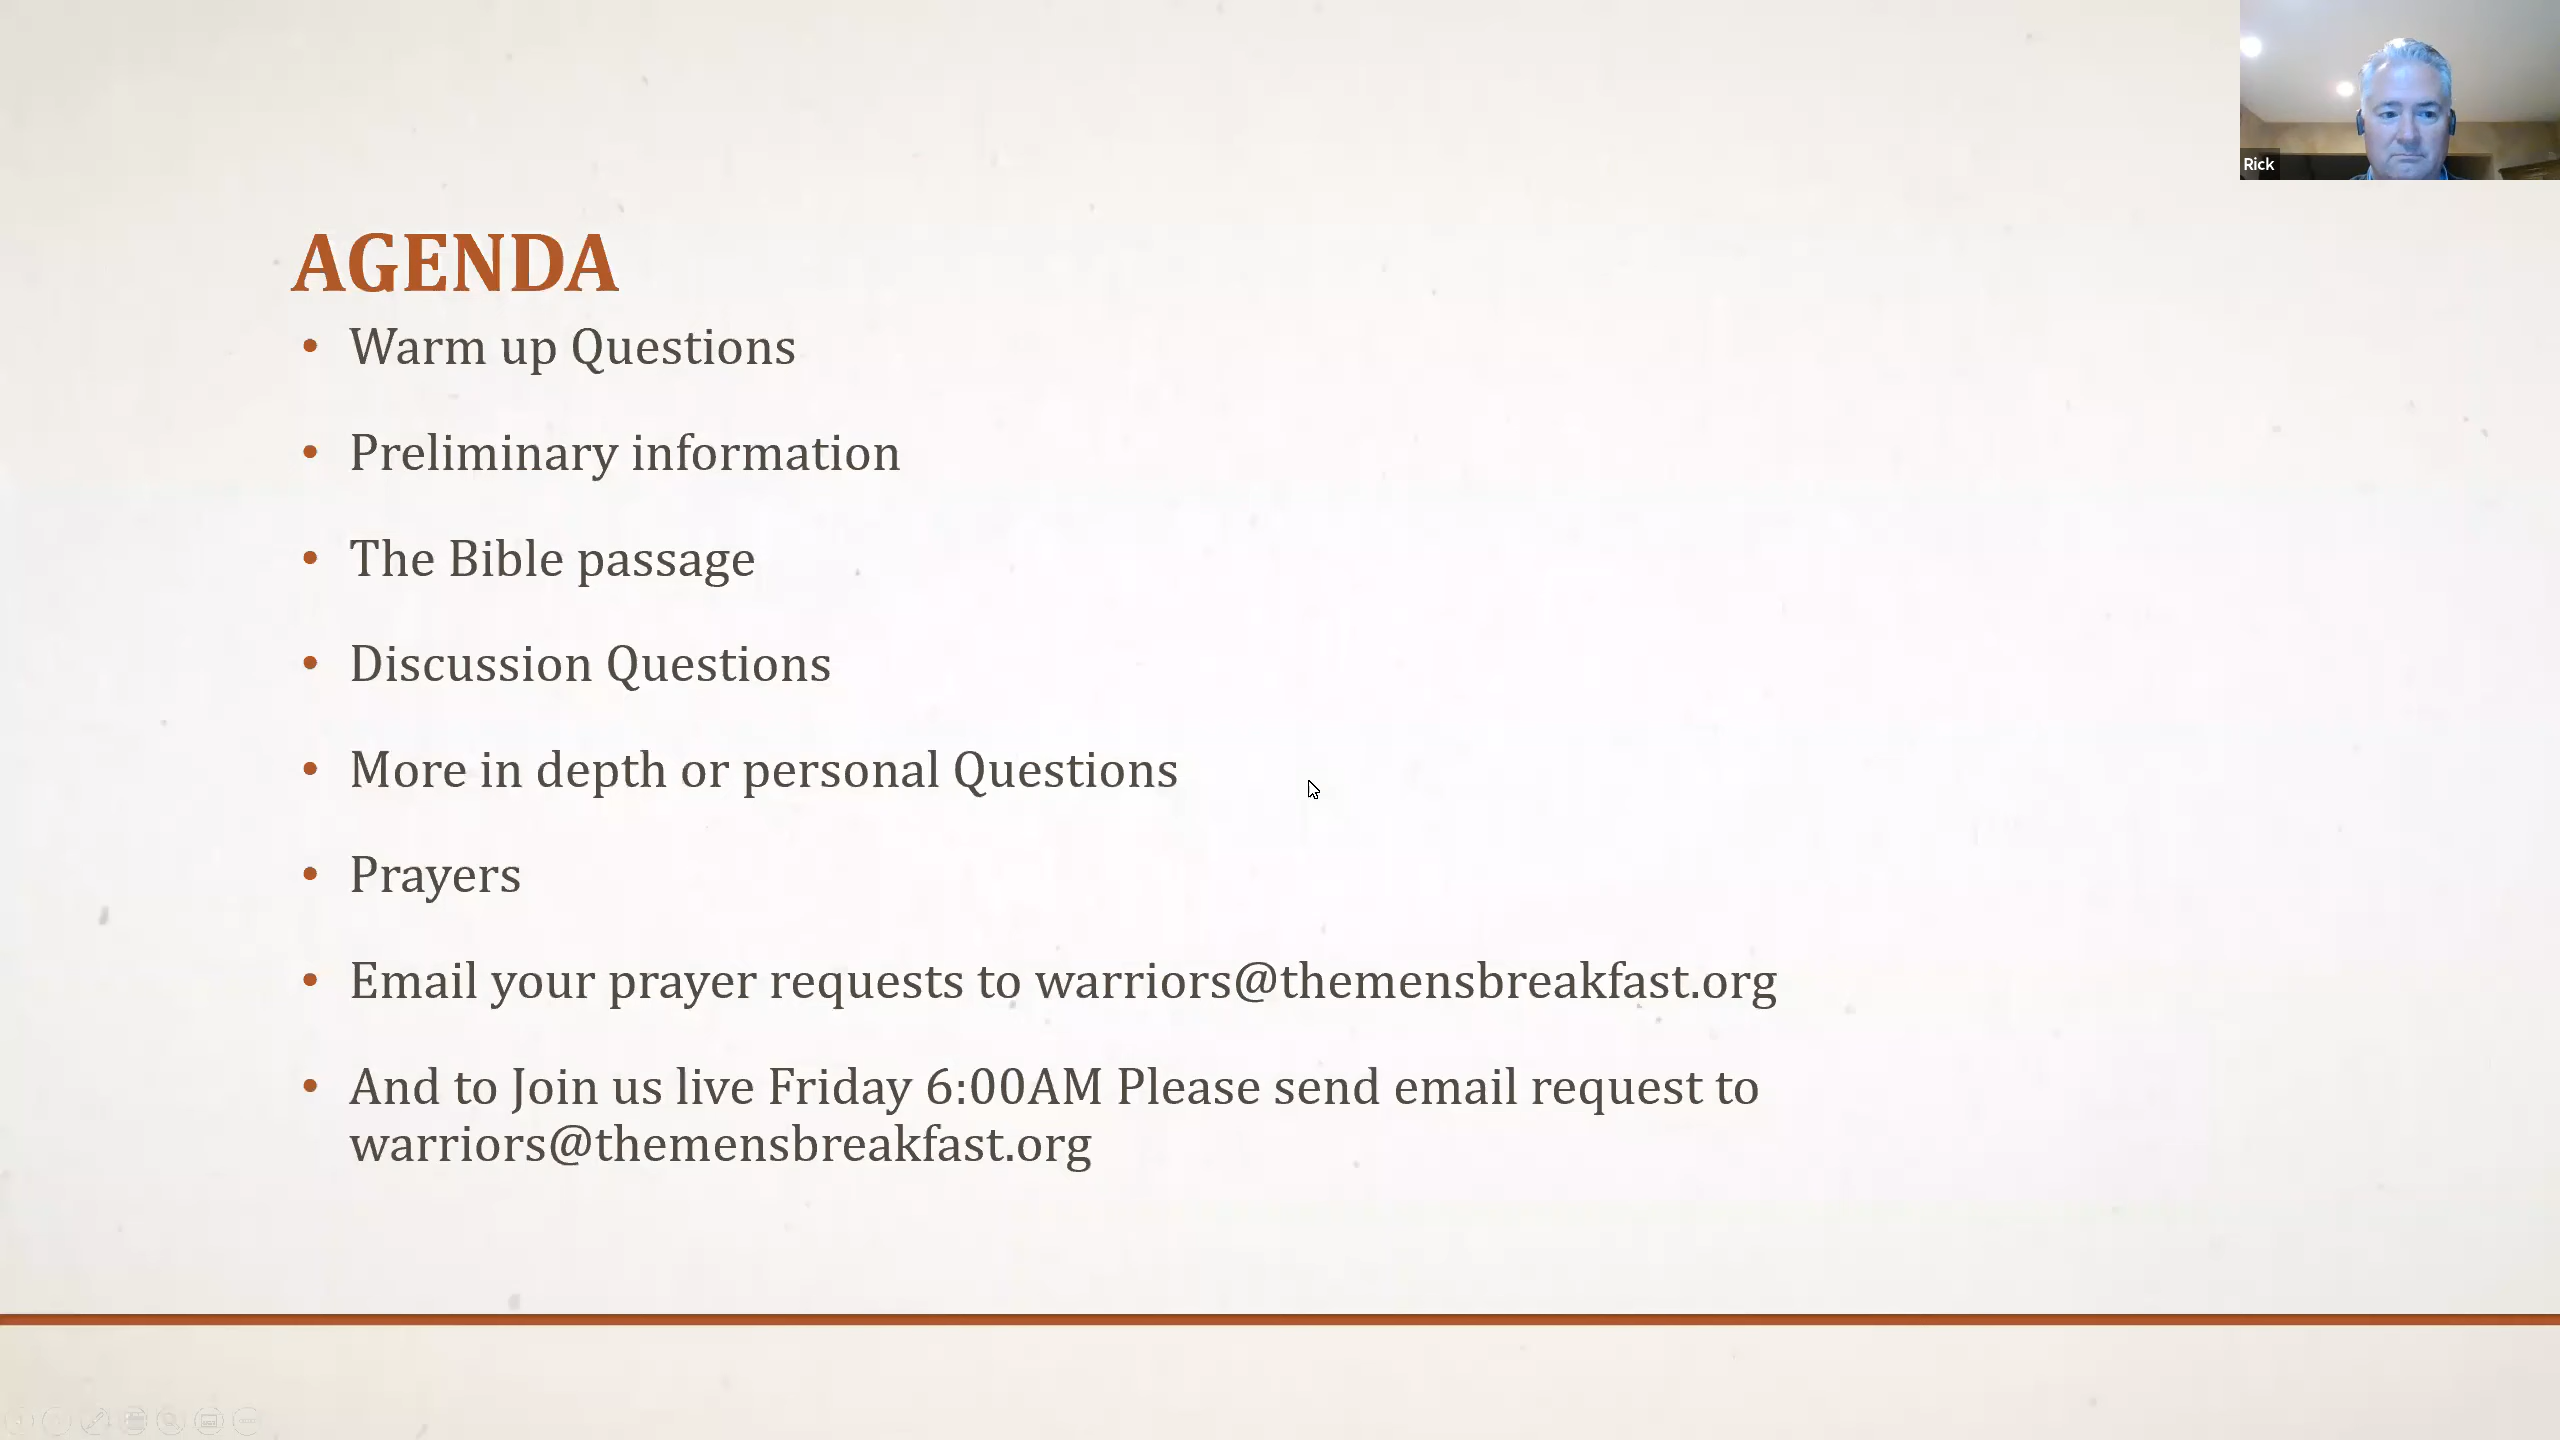 Rick
AGENDA
• Warm up Questions
• Preliminary information
• The Bible passage
• Discussion Questions
• More in depth or personal Questions
• Prayers
• Email your prayer requests to warriors@themensbreakfast.org
• And to Join us live Friday 6:00AM Please send email request to
warriors@themensbreakfast.org